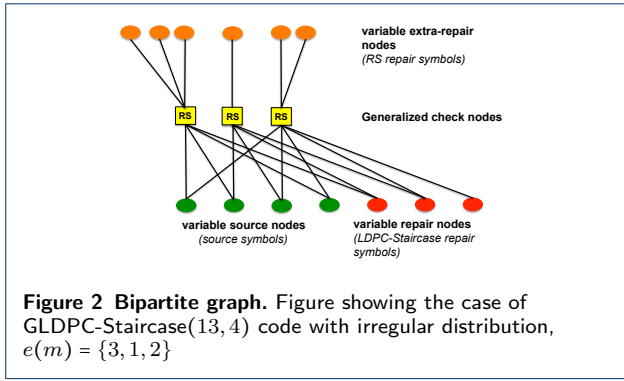 variable extra-repair
nodes
(RS repair symbols)
RS RS RS
Generalized check nodes
variable source nodes
(source symbols)
variable repair nodes
(LDPC-Staircase repair
symbols)
Figure 2 Bipartite graph. Figure showing the case of
GLDPC-Staircase(13, 4) code with irregular distribution,
e(m) = {3, 1, 2}